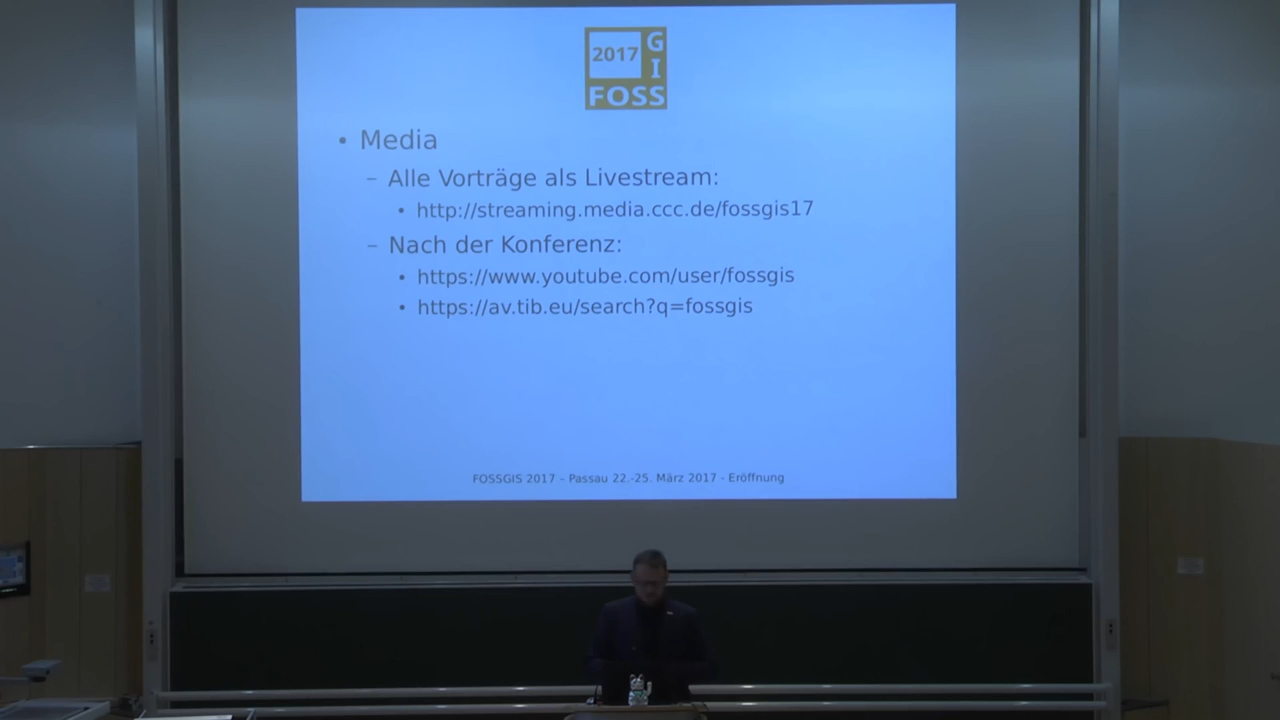 2017
G
I
FOSS
• Media
– Alle Vorträge als Livestream:
• http://streaming.media.ccc.de/fossgis17
– Nach der Konferenz:
• https://www.youtube.com/user/fossgis
• https://av.tib.eu/search?q=fossgis
FOSSGIS 2017 - Passau 22.-25. März 2017 - Eröffnung